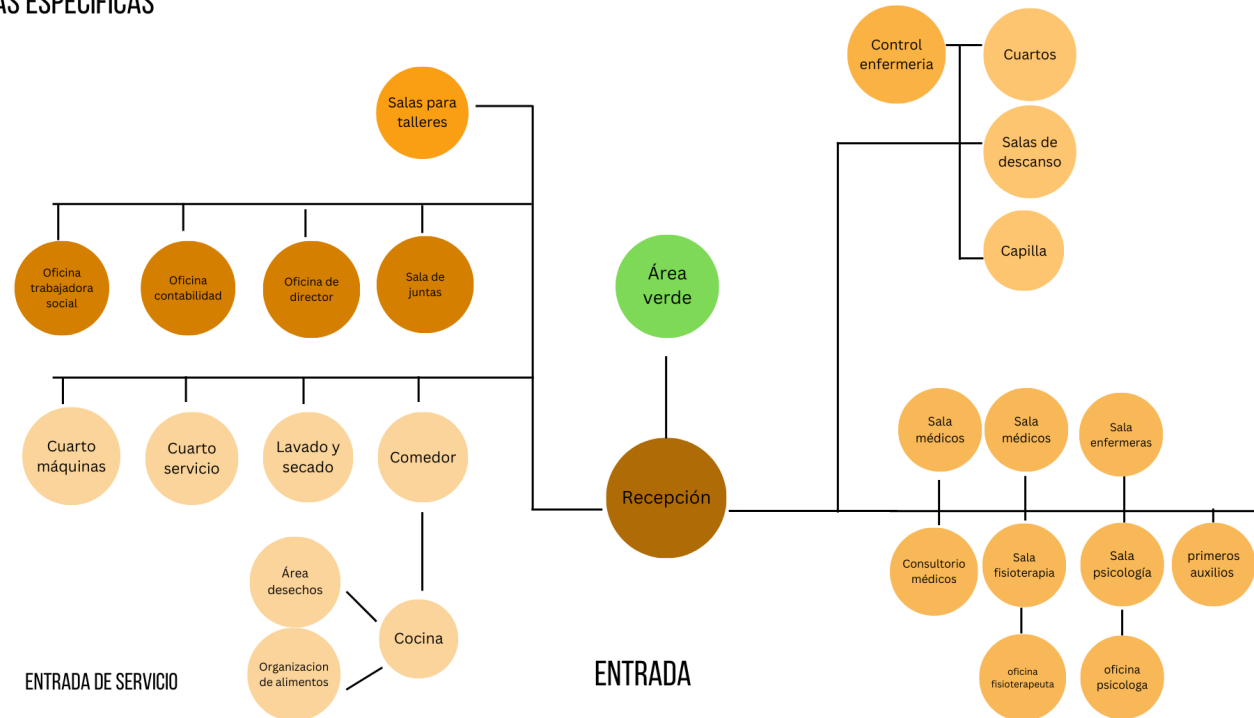 AS ESPECÍFICAS
Control
enfermeria
Cuartos
Salas para
talleres
Salas de
descanso
Capilla
Oficina
trabajadora
social
Oficina
contabilidad
Oficina de
director
Sala de
juntas
Área
verde
Cuarto
máquinas
Cuarto
servicio
Lavado y
secado
Comedor
Recepción
Sala
médicos
Sala
médicos
Sala
enfermeras
Consultorio
médicos
Sala
fisioterapia
Sala
psicología
primeros
auxilios
Área
desechos
Cocina
Organizacion
de alimentos
oficina
fisioterapeuta
oficina
psicologa
ENTRADA DE SERVICIO
ENTRADA